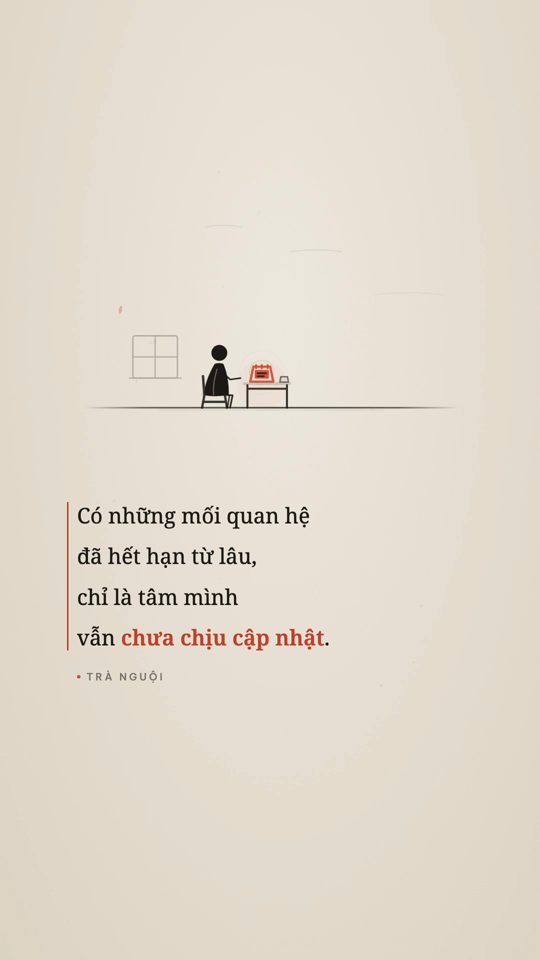 Có những mối quan hệ
đã hết hạn từ lâu,
chỉ là tâm mình
vẫn chưa chịu cập nhật.
• TRÀ NGUỘI